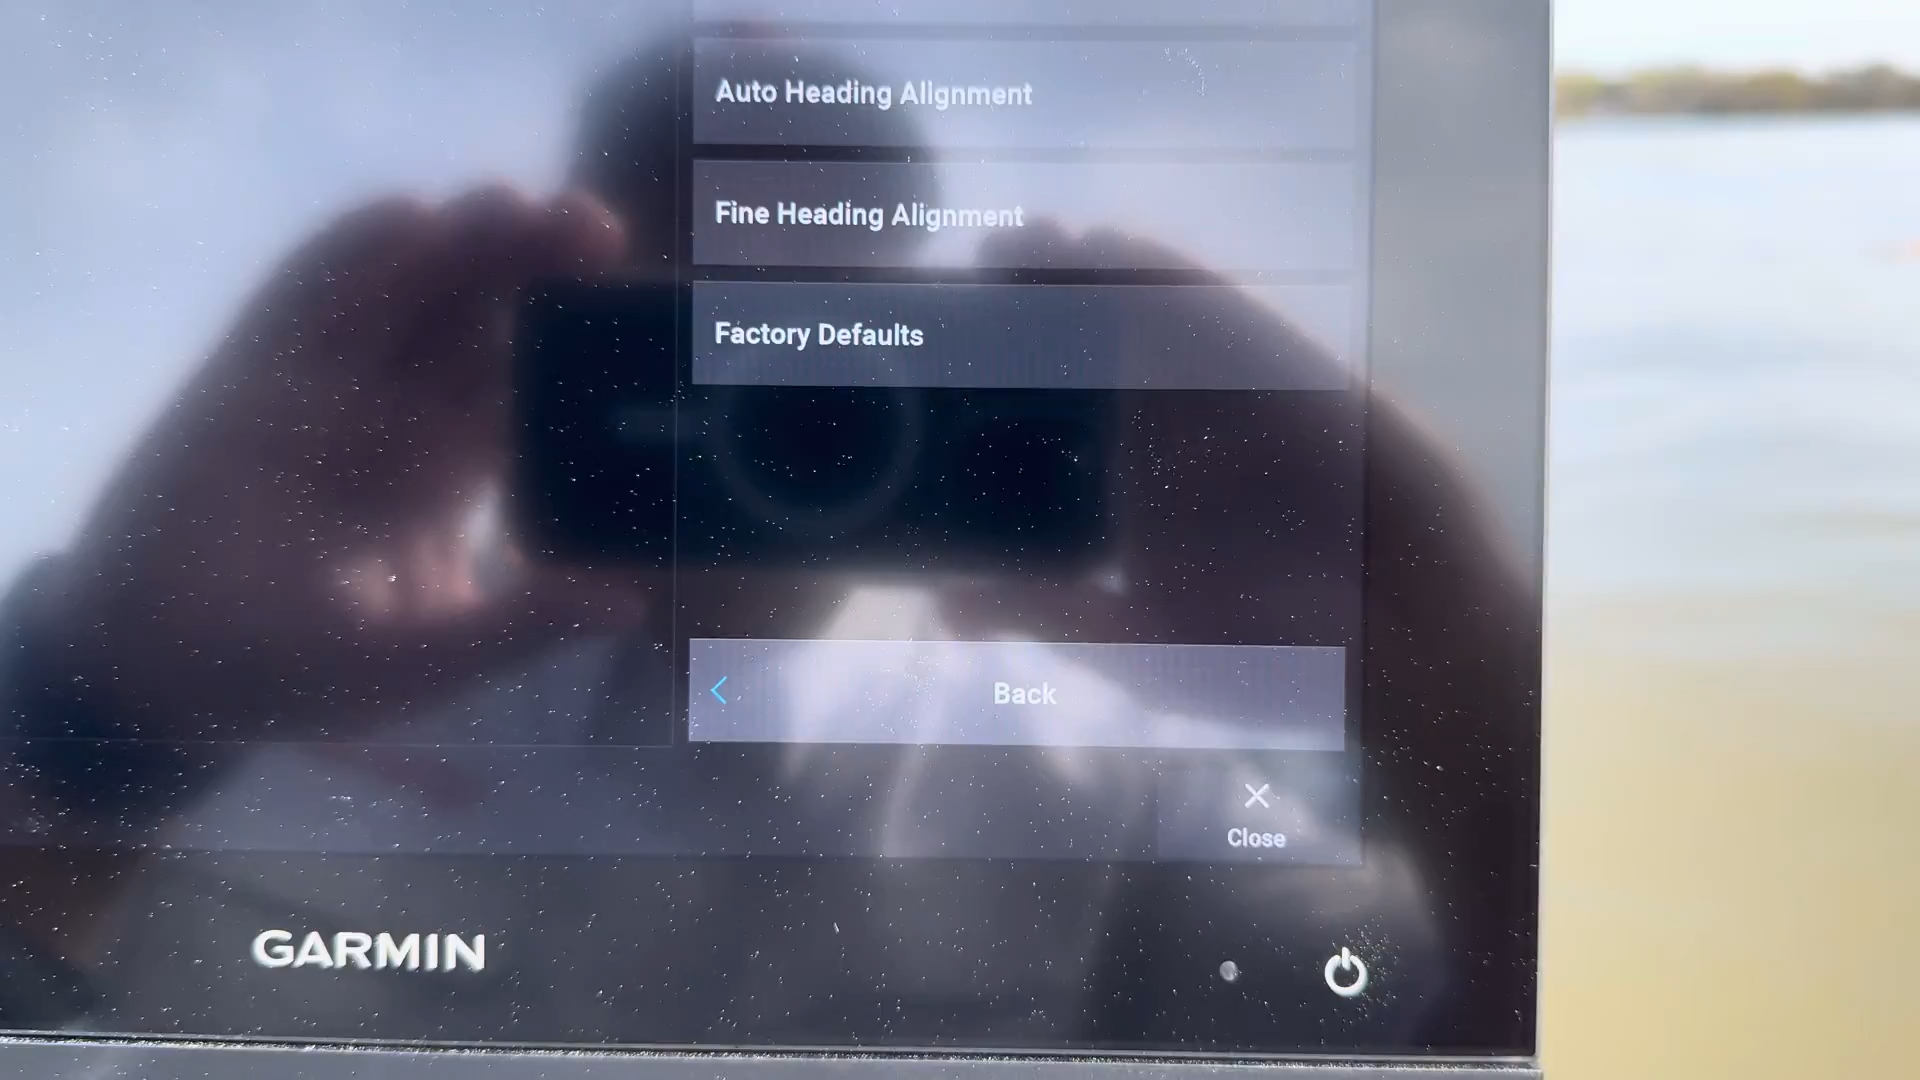 Auto Heading Alignment
Fine Heading Alignment
Factory Defaults
Back
Close
GARMIN